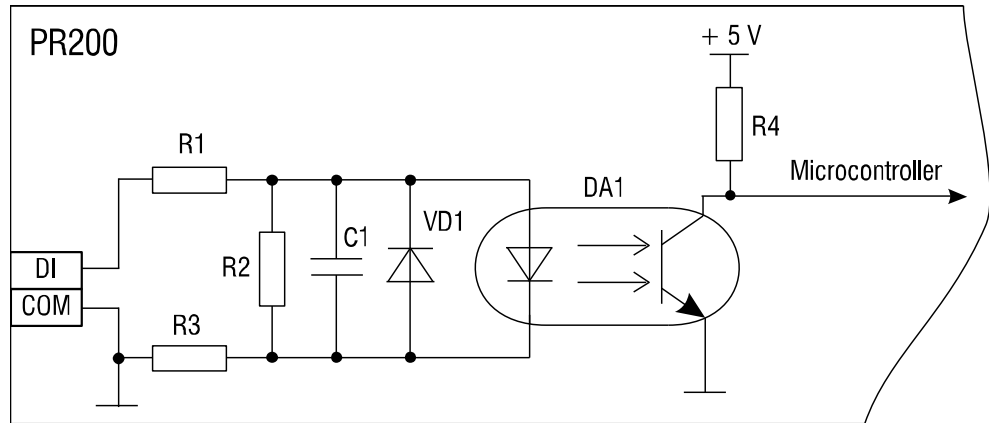 PR200
+ 5 V
R4
R1
Microcontroller
DA1
VD1
C1
R2
DI
COM
R3